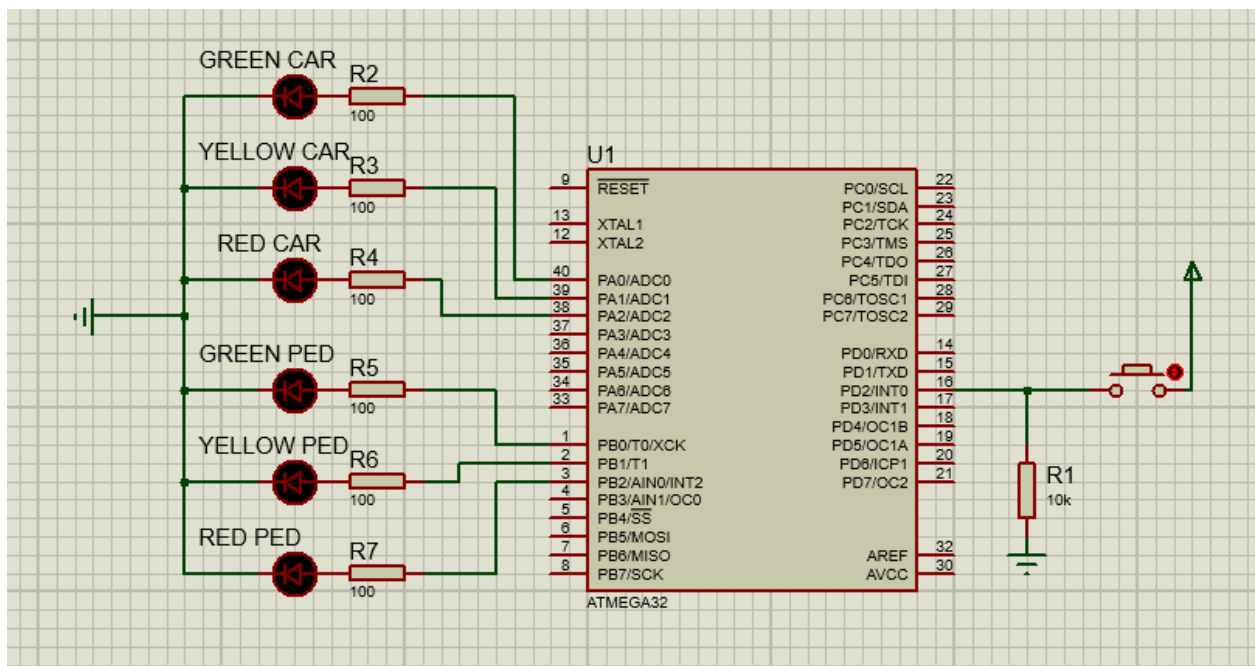 GREEN CAR
R2
100
YELLOW CAR
R3
100
RED CAR
R4
100
GREEN PED
R5
100
YELLOW PED
R6
100
RED PED
R7
100
U1
9 RESET
13 XTAL1
12 XTAL2
40 PA0/ADC0
39 PA1/ADC1
38 PA2/ADC2
37 PA3/ADC3
36 PA4/ADC4
35 PA5/ADC5
34 PA6/ADC6
33 PA7/ADC7
1 PB0/T0/XCK
2 PB1/T1
3 PB2/AIN0/INT2
4 PB3/AIN1/OC0
5 PB4/SS
6 PB5/MOSI
7 PB6/MISO
8 PB7/SCK
PC0/SCL 22
PC1/SDA 23
PC2/TCK 24
PC3/TMS 25
PC4/TDO 26
PC5/TDI 27
PC6/TOSC1 28
PC7/TOSC2 29
PD0/RXD 14
PD1/TXD 15
PD2/INT0 16
PD3/INT1 17
PD4/OC1B 18
PD5/OC1A 19
PD6/ICP1 20
PD7/OC2 21
AREF 32
AVCC 30
ATMEGA32
R1
10k